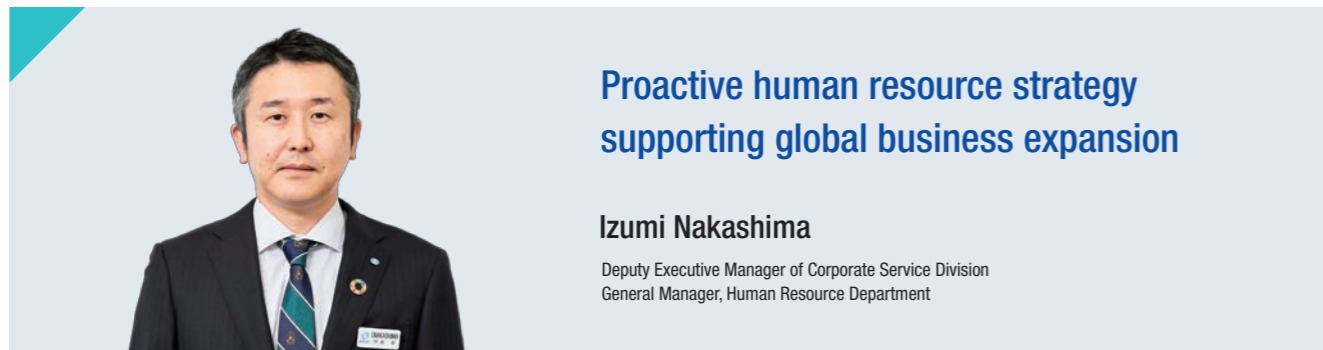 Proactive human resource strategy
supporting global business expansion
Izumi Nakashima
Deputy Executive Manager of Corporate Service Division
General Manager, Human Resource Department